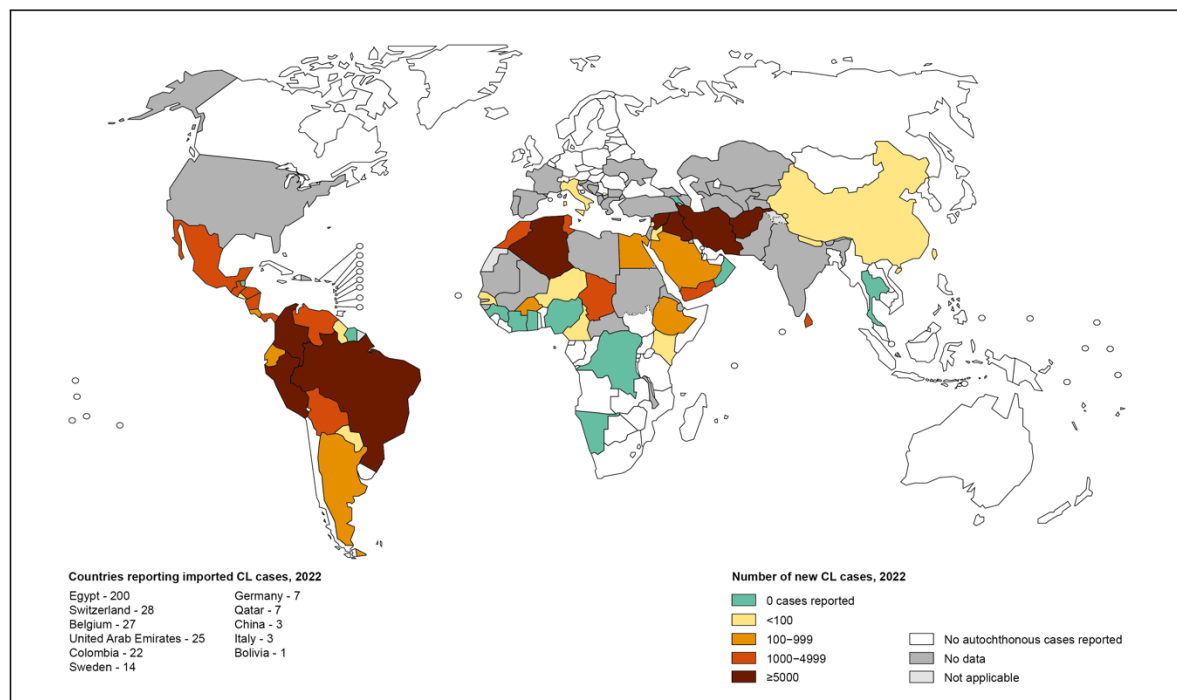 Countries reporting imported CL cases, 2022
Egypt - 200
Switzerland - 28
Belgium - 27
United Arab Emirates - 25
Colombia - 22
Sweden - 14
Germany - 7
Qatar - 7
China - 3
Italy - 3
Bolivia - 1
Number of new CL cases, 2022
0 cases reported
<100
100–999
1000–4999
≥5000
No autochthonous cases reported
No data
Not applicable